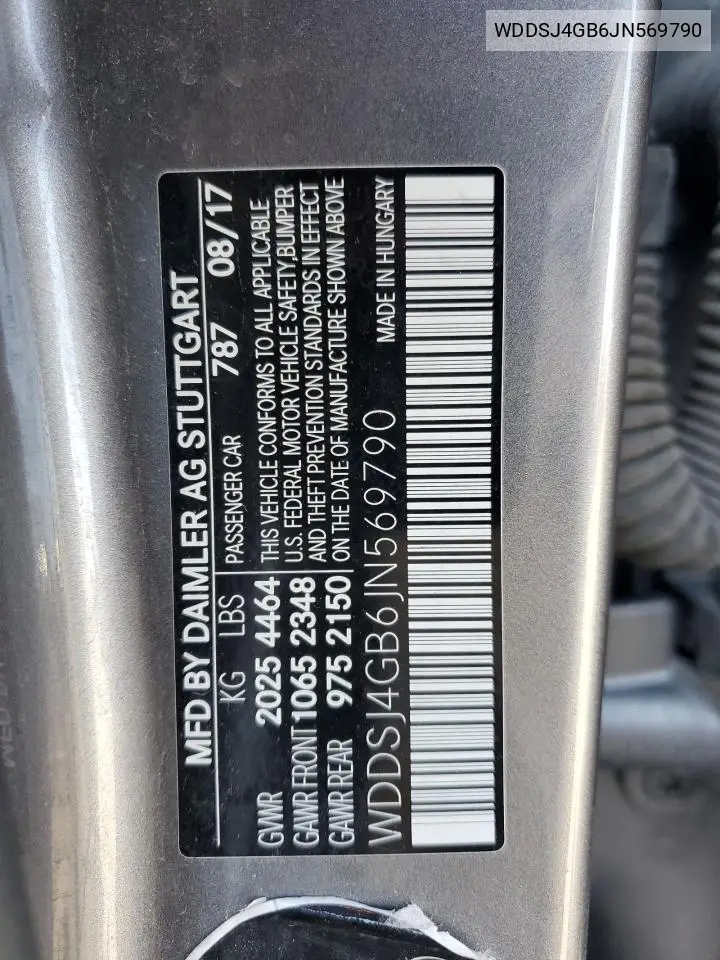 WDDSJ4GB6JN569790
MFD BY DAIMLER AG STUTTGART
KG LBS PASSENGER CAR 787 08/17
GVWR 2025 4464 THIS VEHICLE CONFORMS TO ALL APPLICABLE
U.S. FEDERAL MOTOR VEHICLE SAFETY,BUMPER
GAWR FRONT 1065 2348 AND THEFT PREVENTION STANDARDS IN EFFECT
GAWR REAR 975 2150 ON THE DATE OF MANUFACTURE SHOWN ABOVE
WDDSJ4GB6JN569790 MADE IN HUNGARY